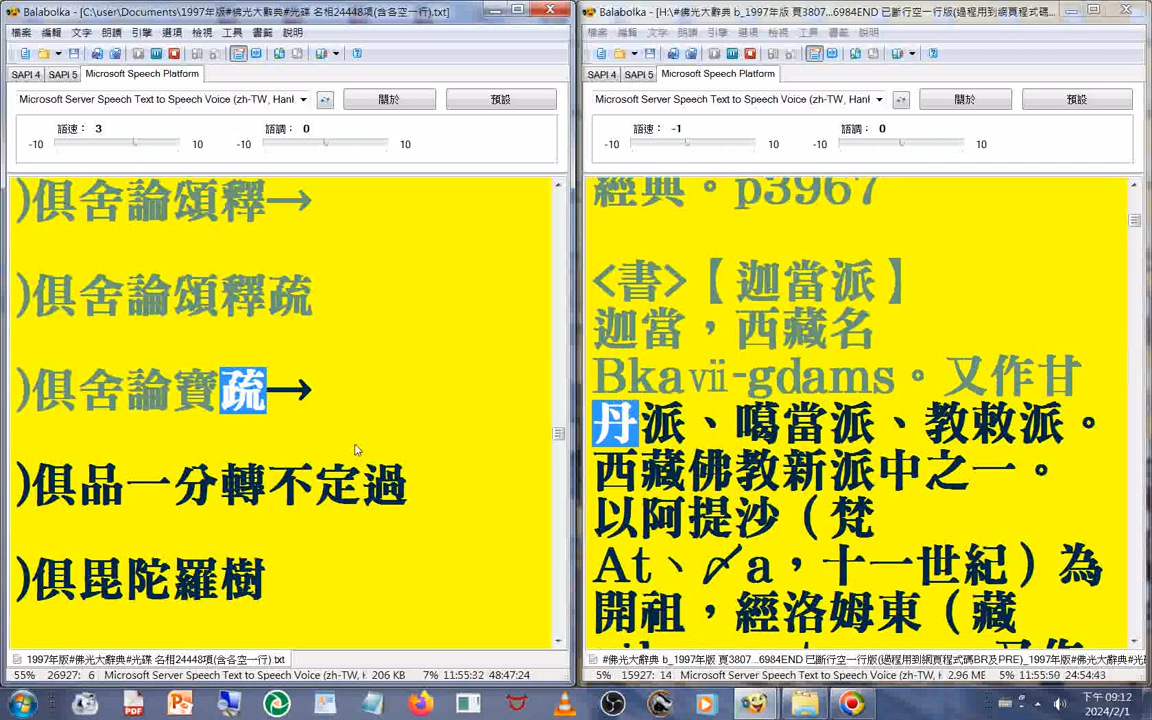 Balabolka - [C:\user\Documents\1997年版#佛光大辭典#光碟 名相24448項(含各空一行).txt]
檔案 編輯 文字 朗讀 引擎 選項 檢視 工具 書籤 說明
SAPI 4 SAPI 5 Microsoft Speech Platform
Microsoft Server Speech Text to Speech Voice (zh-TW, Hanl
關於 預設
語速： 3 語調： 0
-10 10 -10 10
)俱舍論頌釋→
)俱舍論頌釋疏
)俱舍論寶疏→
)俱品一分轉不定過
)俱毘陀羅樹
1997年版#佛光大辭典#光碟 名相24448項(含各空一行).txt
55% 26927: 6 Microsoft Server Speech Text to Speech Voice (zh-TW, H 206 KB 7% 11:55:32 48:47:24
Balabolka - [H:\#佛光大辭典 b_1997年版 頁3807...6984END 已斷行空一行版(過程用到網頁程式碼...
檔案 編輯 文字 朗讀 引擎 選項 檢視 工具 書籤 說明
SAPI 4 SAPI 5 Microsoft Speech Platform
Microsoft Server Speech Text to Speech Voice (zh-TW, Hanl
關於 預設
語速： -1 語調： 0
-10 10 -10 10
經典。p3967
<書>【迦當派】
迦當，西藏名
Bkaⅶ-gdams。又作甘
丹派、噶當派、教敕派。
西藏佛教新派中之一。
以阿提沙（梵
At、〆a，十一世紀）為
開祖，經洛姆東（藏
#佛光大辭典 b_1997年版 頁3807...6984END 已斷行空一行版(過程用到網頁程式碼BR及PRE)_1997年版#光
5% 15927: 14 Microsoft Server Speech Text to Speech Voice (zh-TW, H 2.96 ME 5% 11:55:50 24:54:43
下午 09:12
2024/2/1